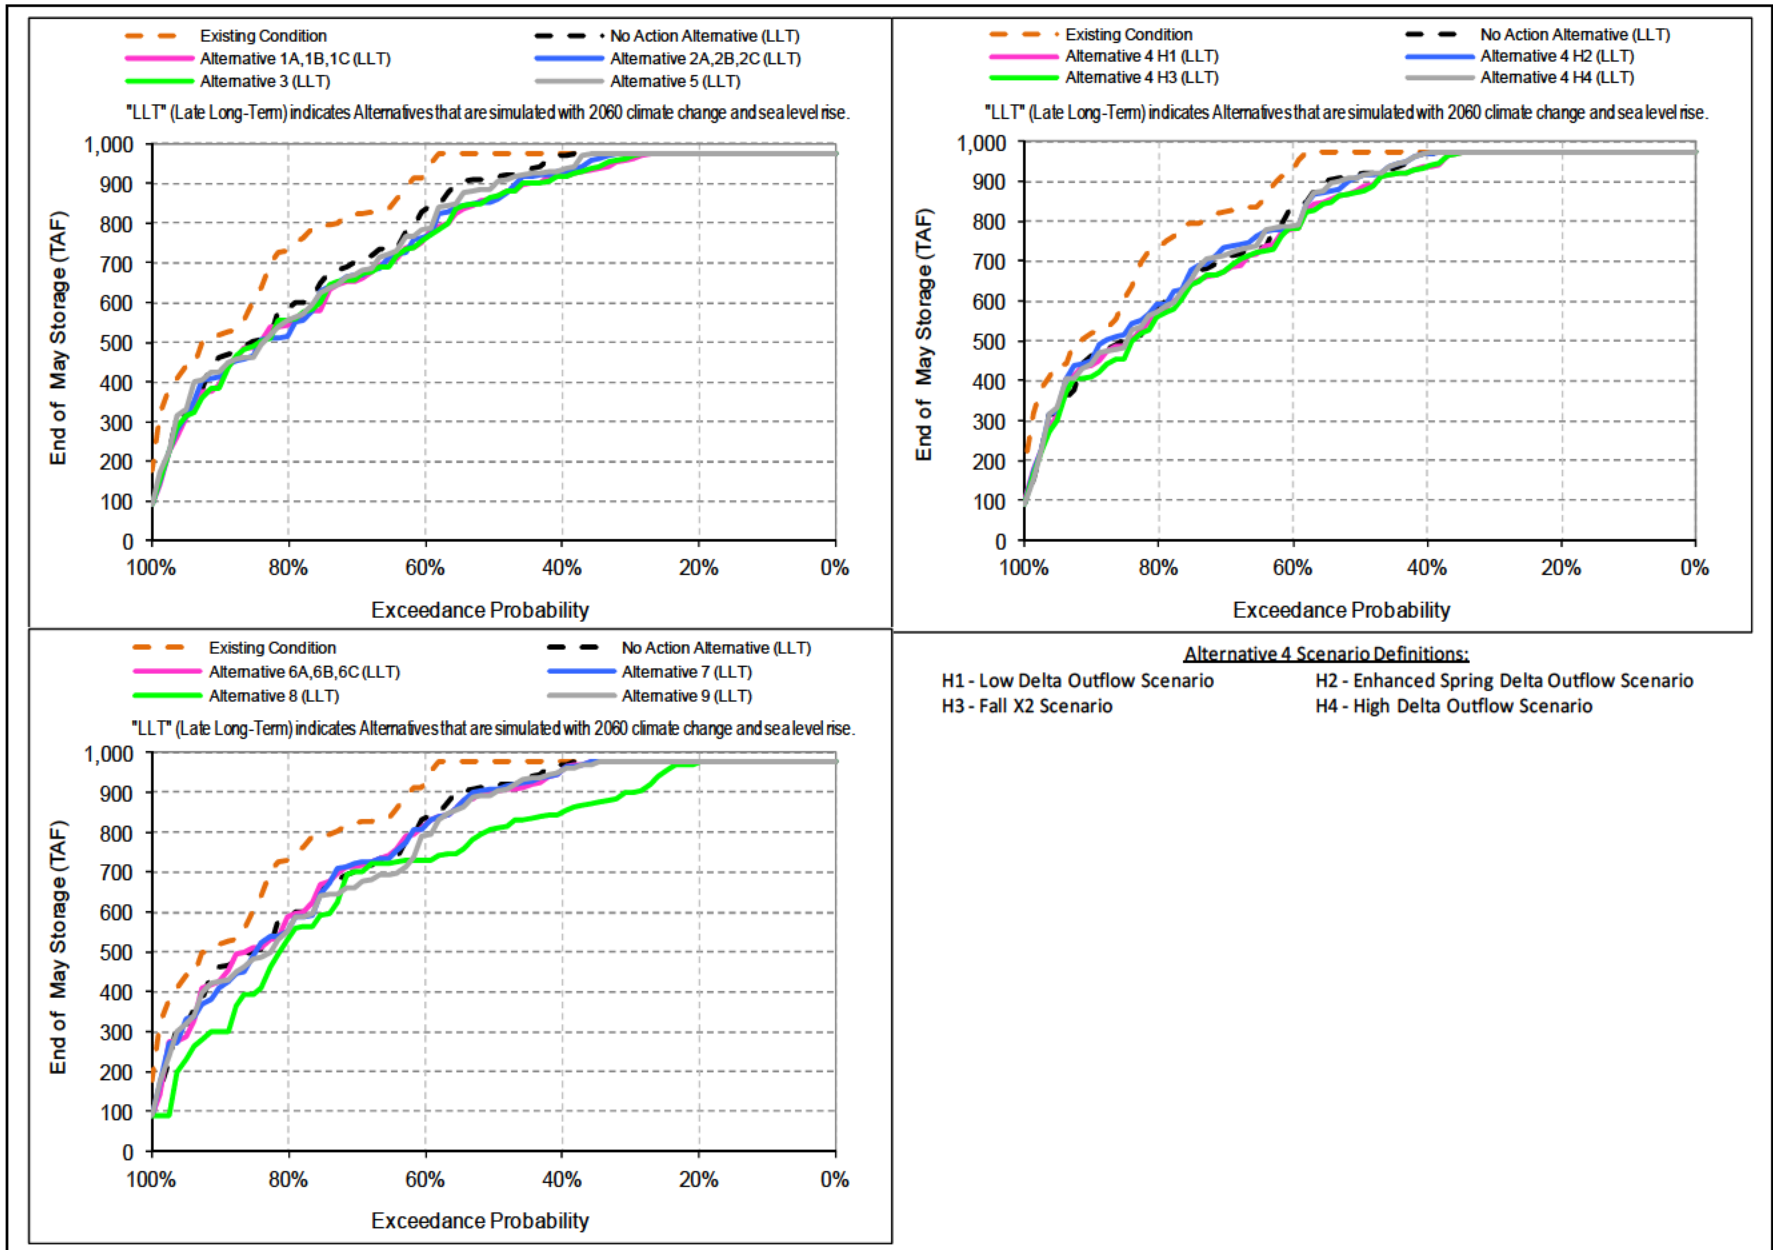 Existing Condition
No Action Alternative (LLT)
Alternative 1A,1B,1C (LLT)
Alternative 2A,2B,2C (LLT)
Alternative 3 (LLT)
Alternative 5 (LLT)
"LLT" (Late Long-Term) indicates Alternatives that are simulated with 2060 climate change and sea level rise.
1,000
900
800
700
600
500
400
300
200
100
0
End of May Storage (TAF)
100%
80%
60%
40%
20%
0%
Exceedance Probability
Existing Condition
No Action Alternative (LLT)
Alternative 4 H1 (LLT)
Alternative 4 H2 (LLT)
Alternative 4 H3 (LLT)
Alternative 4 H4 (LLT)
"LLT" (Late Long-Term) indicates Alternatives that are simulated with 2060 climate change and sea level rise.
1,000
900
800
700
600
500
400
300
200
100
0
End of May Storage (TAF)
100%
80%
60%
40%
20%
0%
Exceedance Probability
Existing Condition
No Action Alternative (LLT)
Alternative 6A,6B,6C (LLT)
Alternative 7 (LLT)
Alternative 8 (LLT)
Alternative 9 (LLT)
"LLT" (Late Long-Term) indicates Alternatives that are simulated with 2060 climate change and sea level rise.
1,000
900
800
700
600
500
400
300
200
100
0
End of May Storage (TAF)
100%
80%
60%
40%
20%
0%
Exceedance Probability
Alternative 4 Scenario Definitions:
H1 - Low Delta Outflow Scenario
H2 - Enhanced Spring Delta Outflow Scenario
H3 - Fall X2 Scenario
H4 - High Delta Outflow Scenario